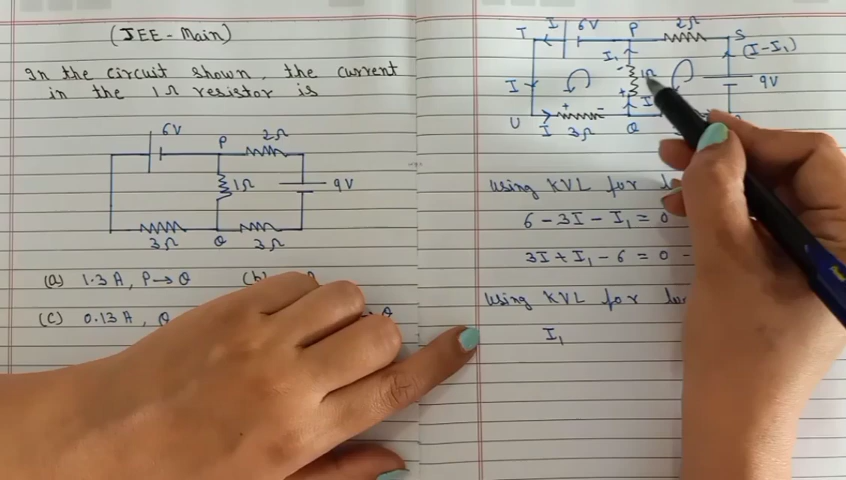 (JEE-Main)
In the circuit shown, the current
in the 1Ω resistor is
6V
P
2Ω
1Ω
9V
3Ω
Q
3Ω
(a) 1.3 A, P→Q
(b)
(c) 0.13 A, Q
Q
T
I
6V
P
2Ω
S
I₁
(I-I₁)
1Ω
9V
I
+
-
U
I
3Ω
Q
I
using KVL for
6-3I-I₁=0
3I+I₁-6=0
using KVL for
I₁